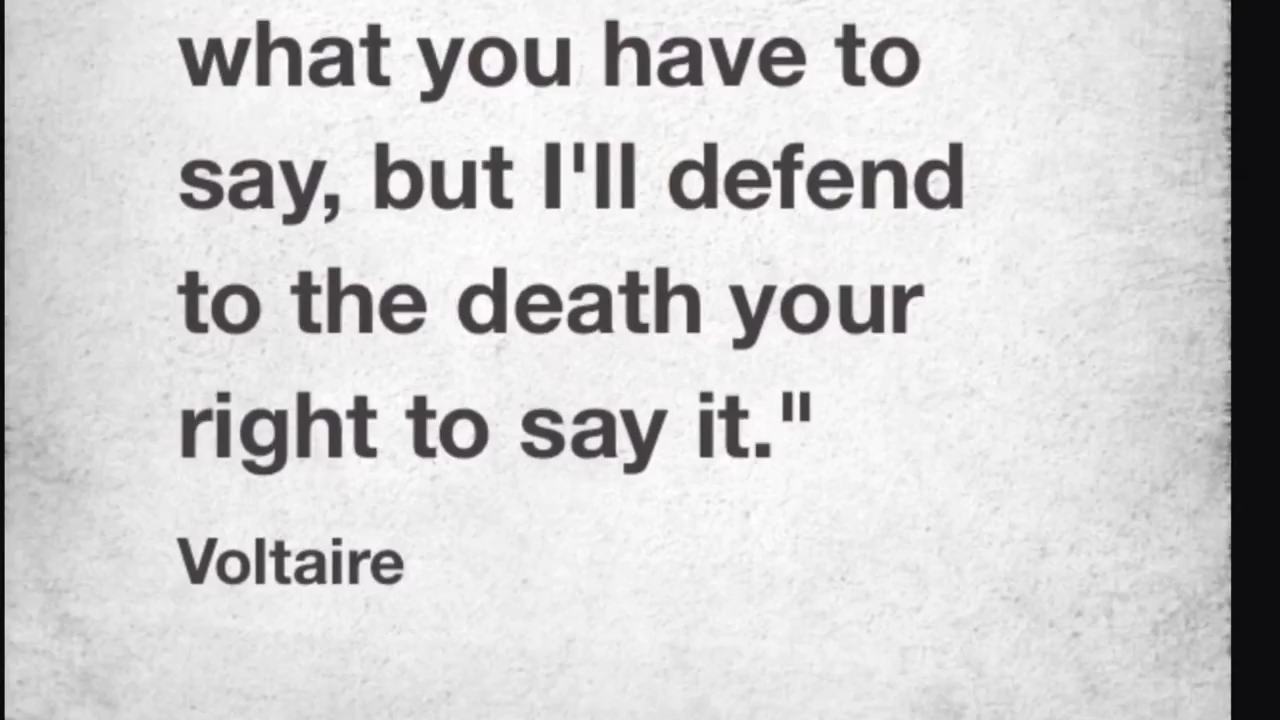 what you have to
say, but I'll defend
to the death your
right to say it."
Voltaire